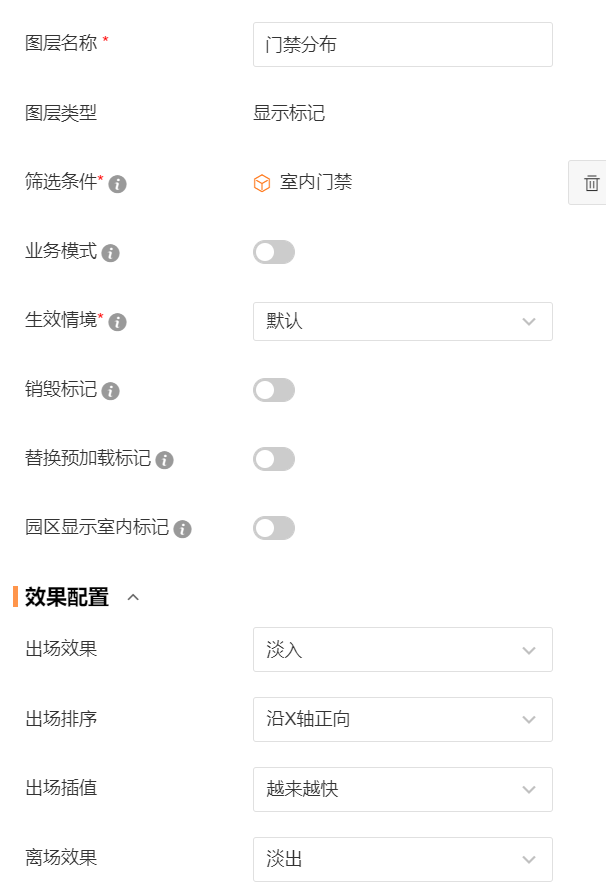 图层名称 * 门禁分布
图层类型 显示标记
筛选条件* 室内门禁
业务模式
生效情境* 默认
销毁标记
替换预加载标记
园区显示室内标记
效果配置
出场效果 淡入
出场排序 沿X轴正向
出场插值 越来越快
离场效果 淡出